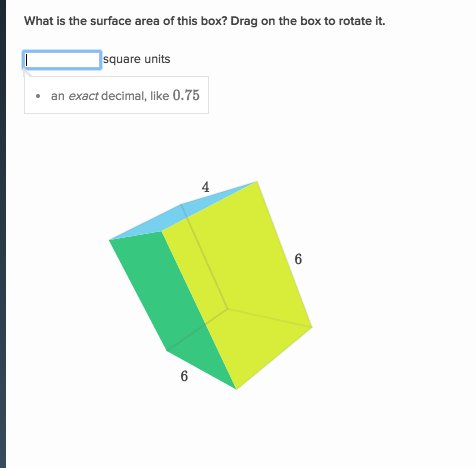 What is the surface area of this box? Drag on the box to rotate it.
square units
• an exact decimal, like 0.75
4
6
6